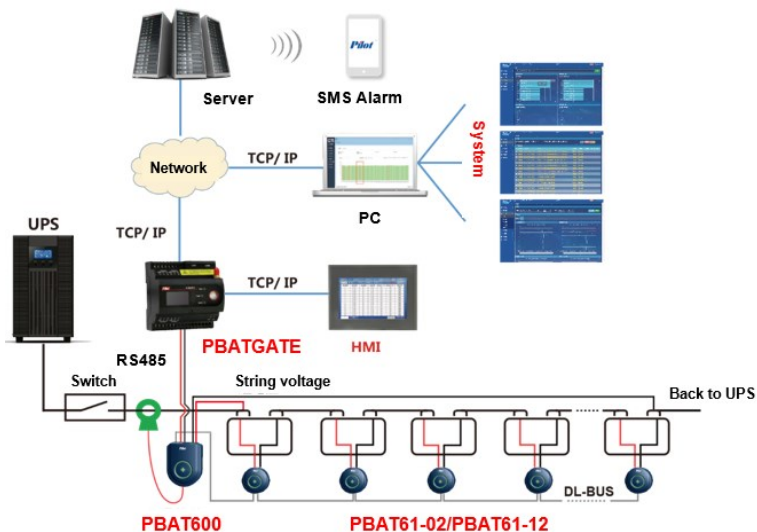 Pilot
Server
SMS Alarm
System
Network
TCP/ IP
PC
UPS
TCP/ IP
TCP/ IP
PBATGATE
HMI
RS485
Switch
String voltage
Back to UPS
DL-BUS
PBAT600
PBAT61-02/PBAT61-12